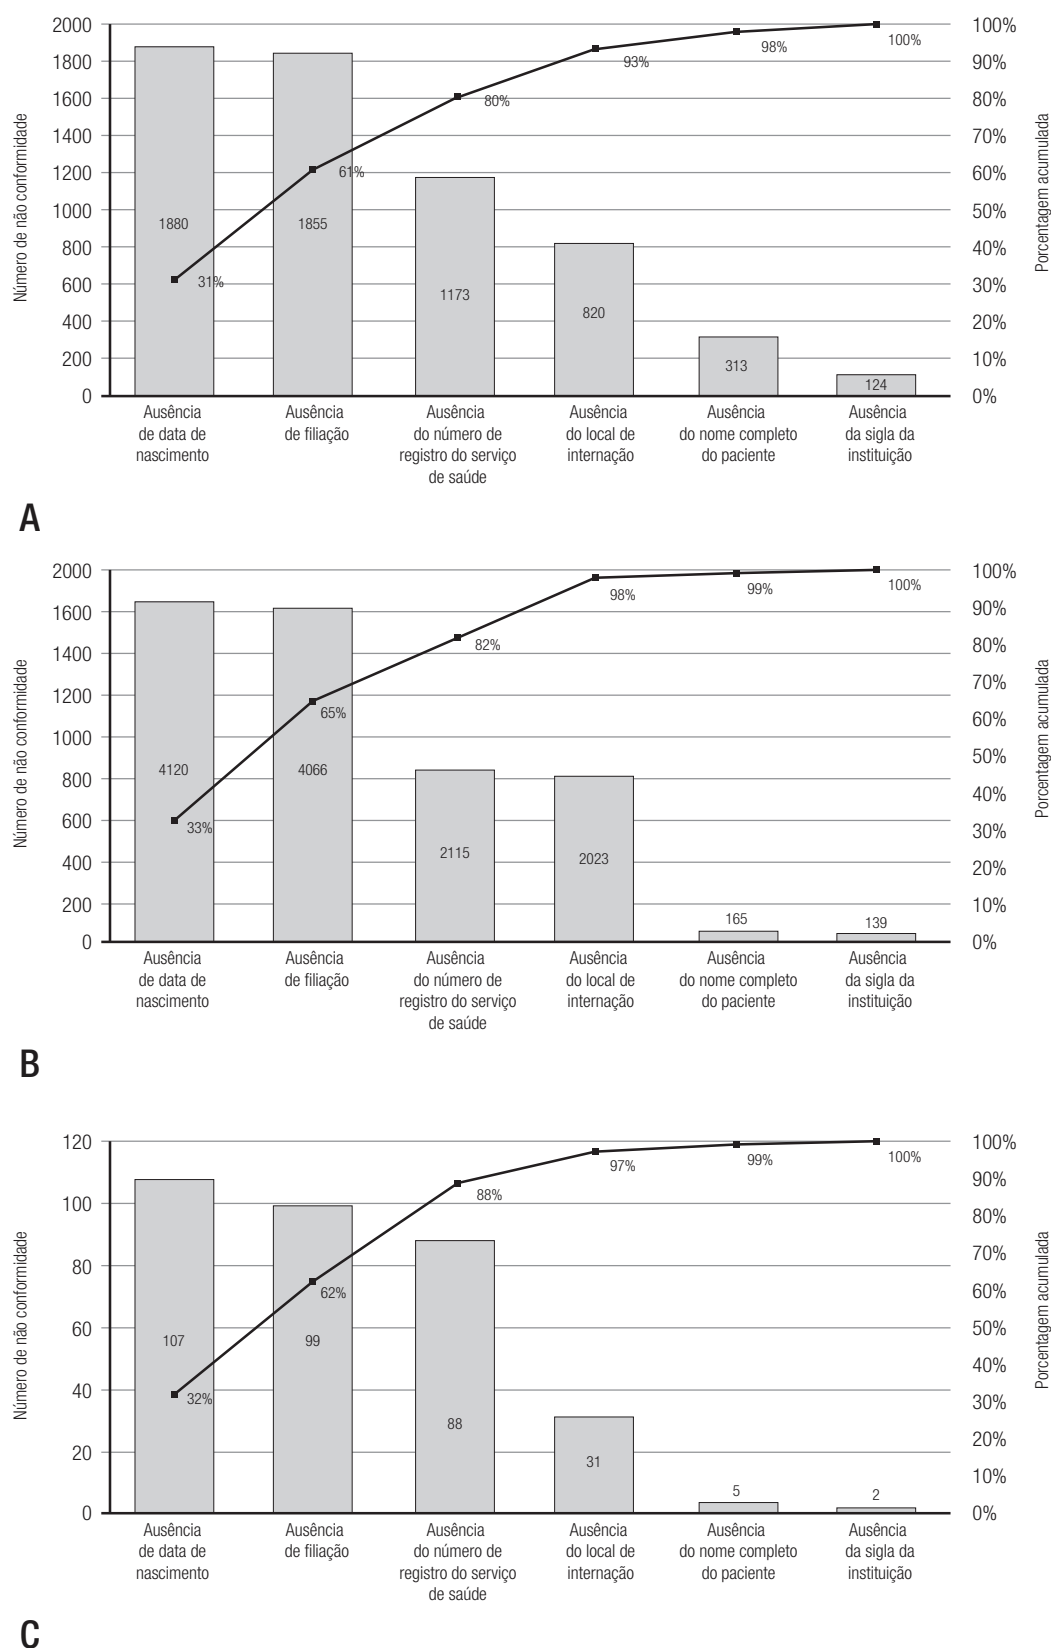 2000
1800
1600
1400
1200
1000
800
600
400
200
0
Número de não conformidade
100%
90%
80%
70%
60%
50%
40%
30%
20%
10%
0%
Porcentagem acumulada
31%
61%
80%
93%
98%
100%
1880
1855
1173
820
313
124
Ausência
de data de
nascimento
Ausência
de filiação
Ausência
do número de
registro do serviço
de saúde
Ausência
do local de
internação
Ausência
do nome completo
do paciente
Ausência
da sigla da
instituição
A
2000
1600
1400
1200
1000
800
600
400
200
0
Número de não conformidade
100%
90%
80%
70%
60%
50%
40%
30%
20%
10%
0%
Porcentagem acumulada
33%
65%
82%
98%
99%
100%
4120
4066
2115
2023
165
139
Ausência
de data de
nascimento
Ausência
de filiação
Ausência
do número de
registro do serviço
de saúde
Ausência
do local de
internação
Ausência
do nome completo
do paciente
Ausência
da sigla da
instituição
B
120
100
80
60
40
20
0
Número de não conformidade
100%
90%
80%
70%
60%
50%
40%
30%
20%
10%
0%
Porcentagem acumulada
32%
62%
88%
97%
99%
100%
107
99
88
31
5
2
Ausência
de data de
nascimento
Ausência
de filiação
Ausência
do número de
registro do serviço
de saúde
Ausência
do local de
internação
Ausência
do nome completo
do paciente
Ausência
da sigla da
instituição
C